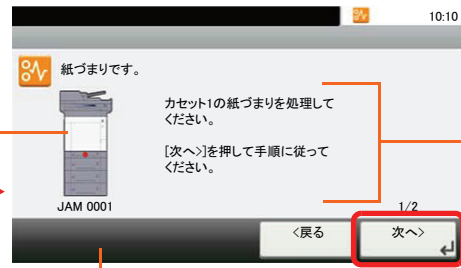 10:10
紙づまりです。
カセット1の紙づまりを処理して
ください。
[次へ>]を押して手順に従って
ください。
JAM 0001
1/2
<戻る
次へ>